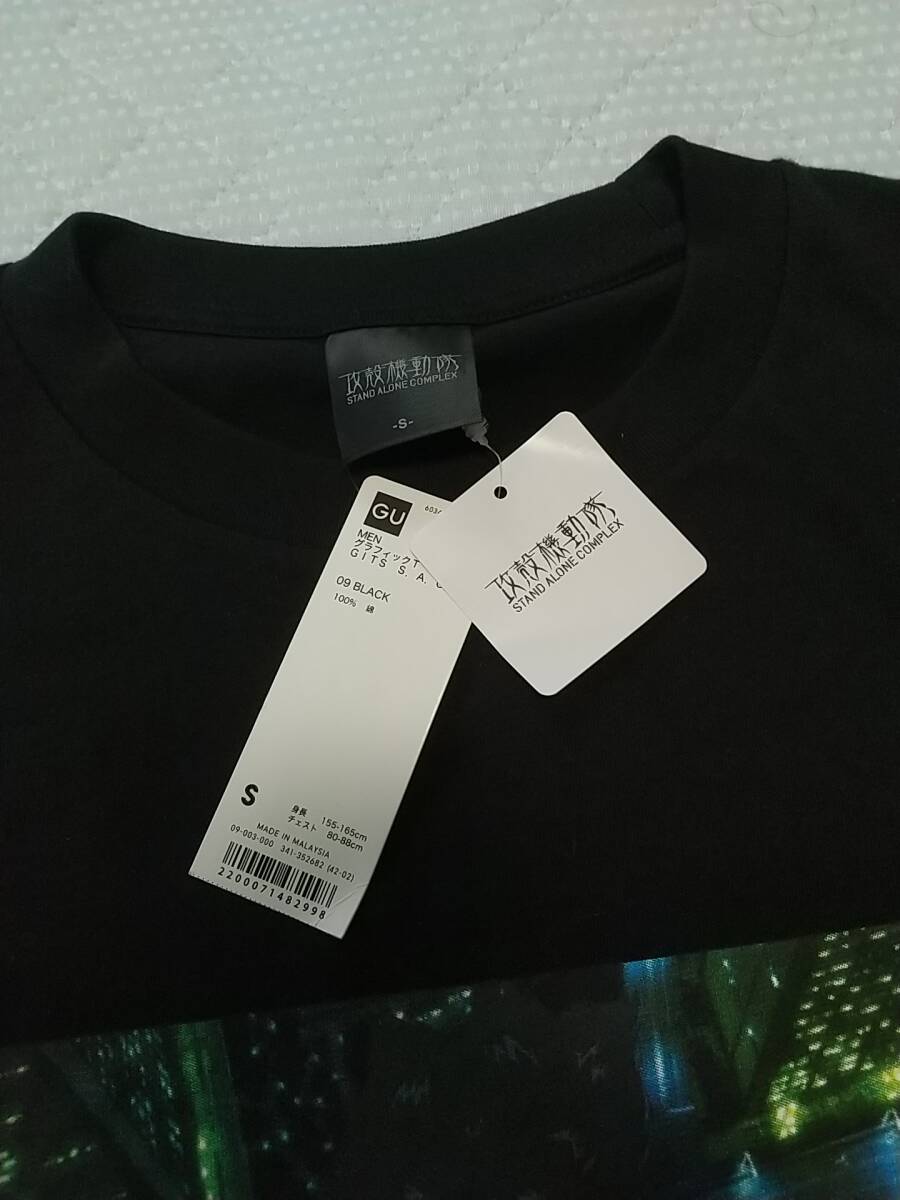 攻殻機動隊
STAND ALONE COMPLEX
-S-
GU
MEN
グラフィックT
GITS S. A.
09 BLACK
100% 綿
S
身長 155-165cm
チェスト 80-88cm
MADE IN MALAYSIA
09-003-000 341-352682 (42-02)
2200071482998
攻殻機動隊
STAND ALONE COMPLEX